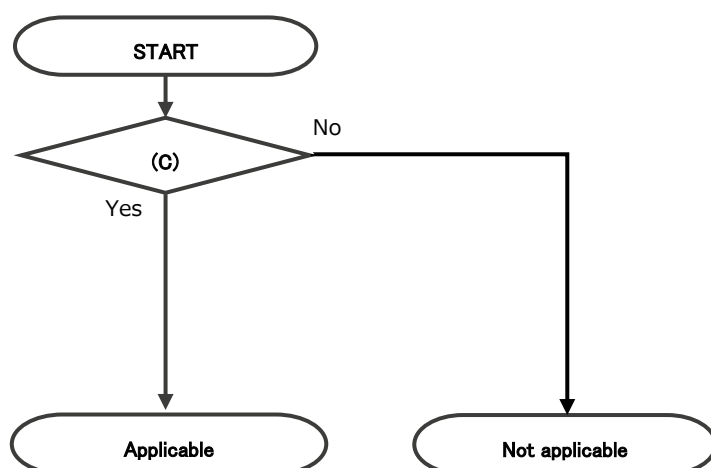 START
No
(C)
Yes
Applicable
Not applicable